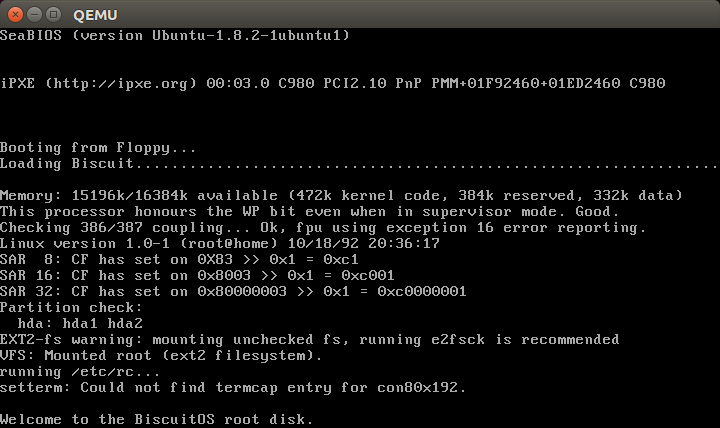 QEMU
SeaBIOS (version Ubuntu-1.8.2-1ubuntu1)
iPXE (http://ipxe.org) 00:03.0 C980 PCI2.10 PnP PMM+01F92460+01ED2460 C980
Booting from Floppy...
Loading Biscuit.........................................................................
Memory: 15196k/16384k available (472k kernel code, 384k reserved, 332k data)
This processor honours the WP bit even when in supervisor mode. Good.
Checking 386/387 coupling... Ok, fpu using exception 16 error reporting.
Linux version 1.0-1 (root@home) 10/18/92 20:36:17
SAR  8: CF has set on 0X83 >> 0x1 = 0xc1
SAR 16: CF has set on 0x8003 >> 0x1 = 0xc001
SAR 32: CF has set on 0x80000003 >> 0x1 = 0xc0000001
Partition check:
  hda: hda1 hda2
EXT2-fs warning: mounting unchecked fs, running e2fsck is recommended
VFS: Mounted root (ext2 filesystem).
running /etc/rc...
setterm: Could not find termcap entry for con80x192.
Welcome to the BiscuitOS root disk.